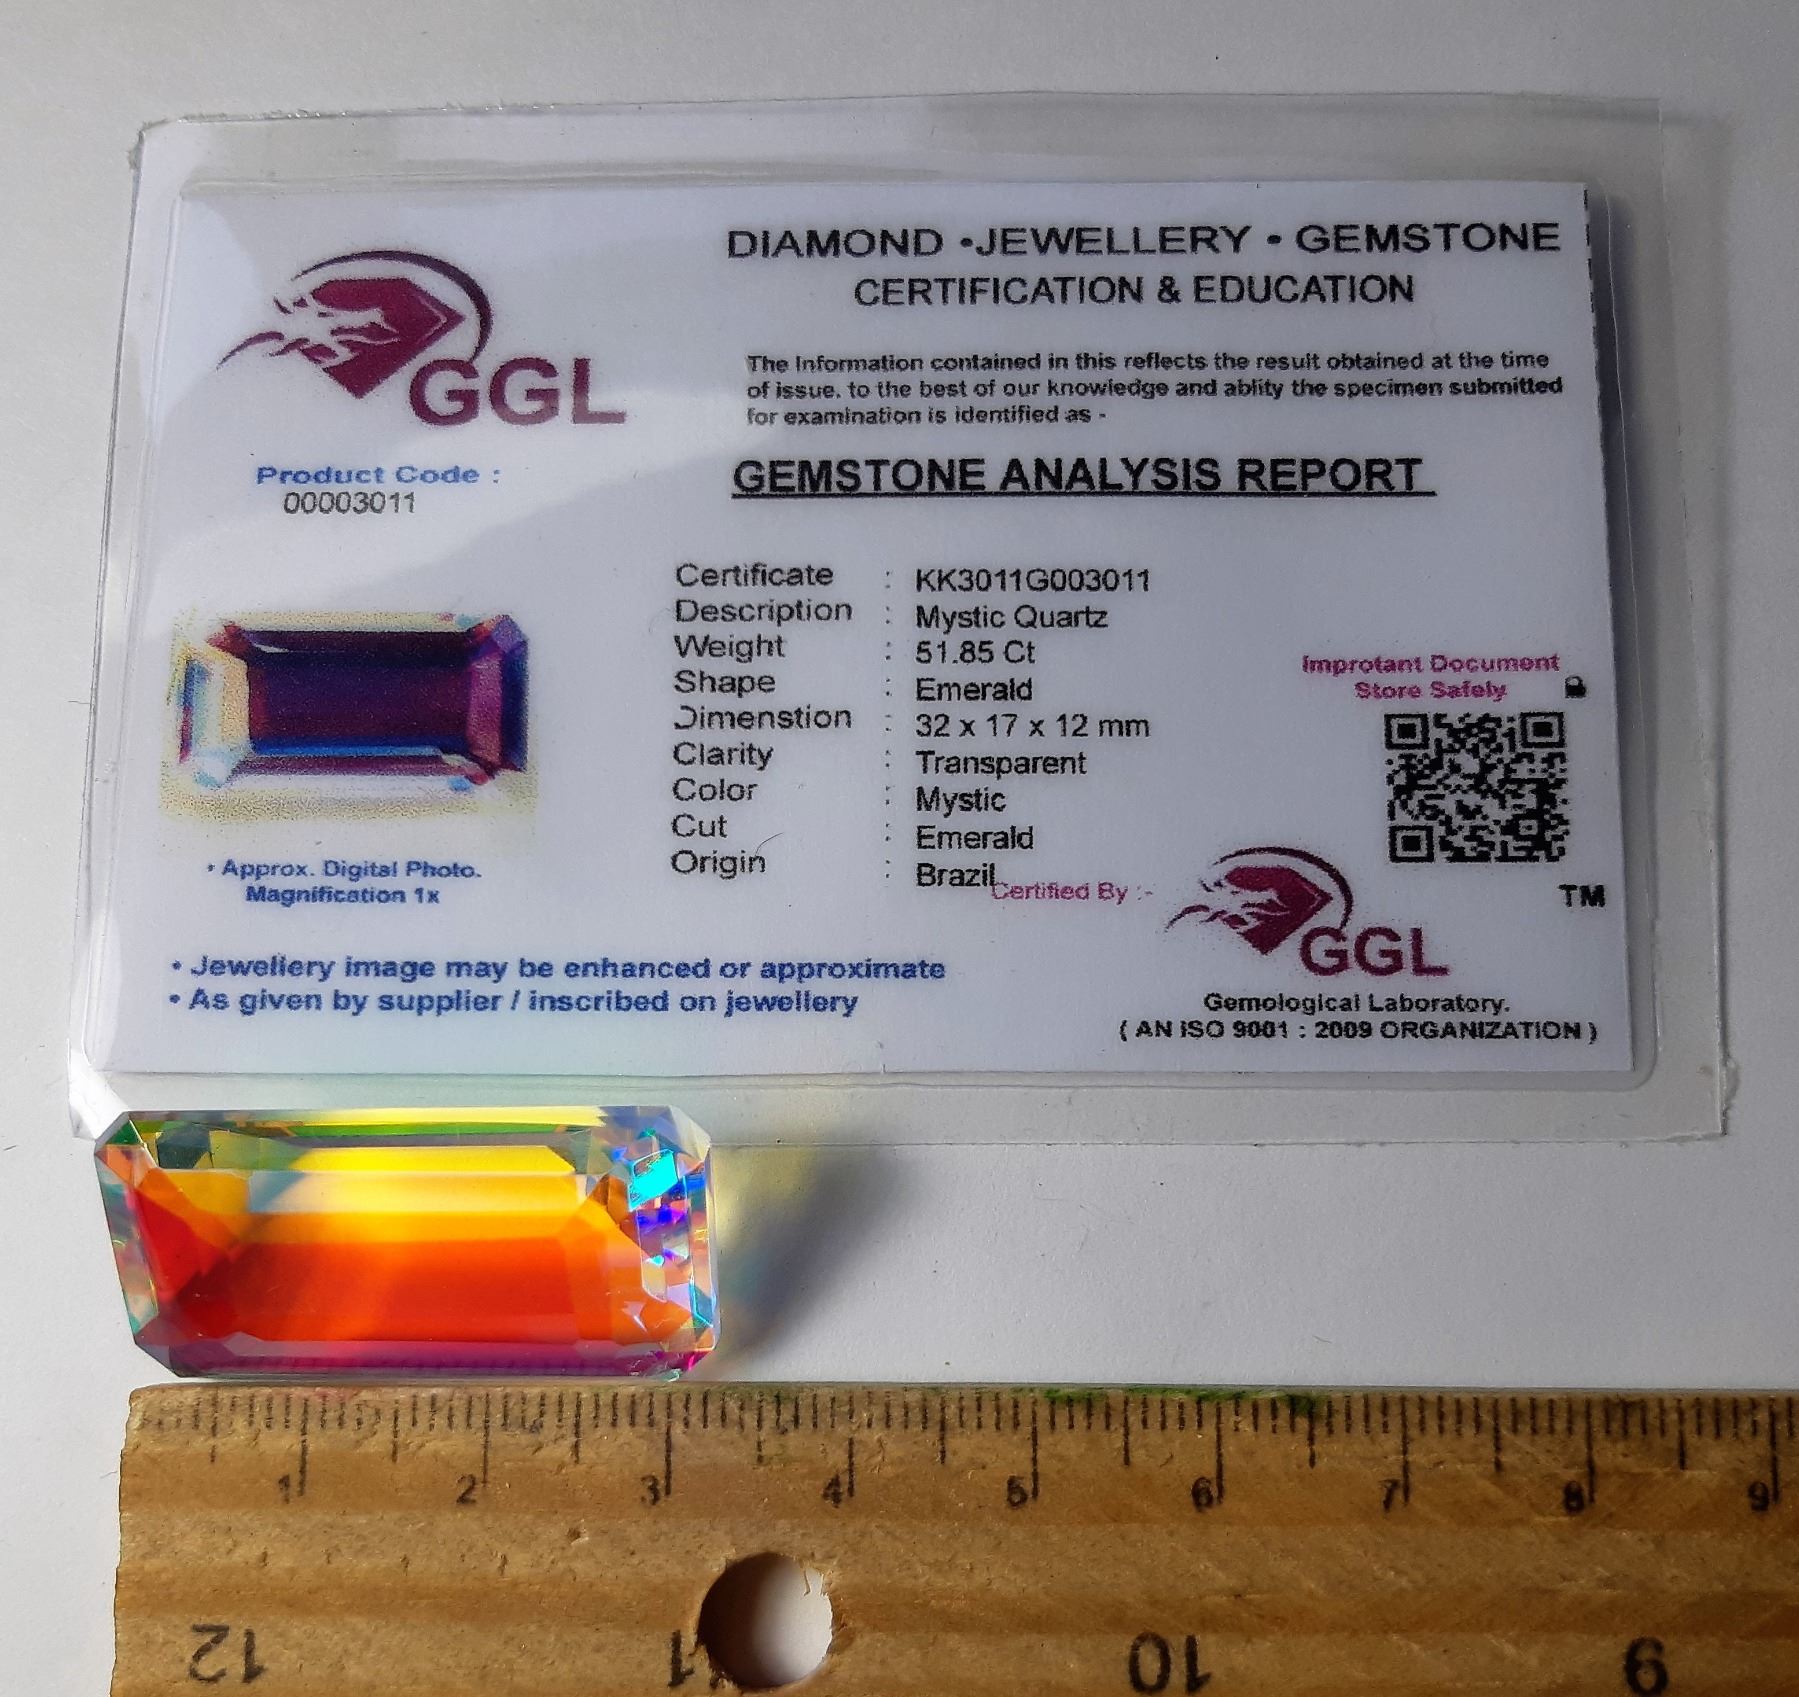 GGL
DIAMOND •JEWELLERY • GEMSTONE
CERTIFICATION & EDUCATION
The Information contained in this reflects the result obtained at the time
of issue. to the best of our knowledge and ablity the specimen submitted
for examination is identified as -
GEMSTONE ANALYSIS REPORT
Product Code :
00003011
Certificate : KK3011G003011
Description : Mystic Quartz
Weight : 51.85 Ct
Shape : Emerald
Dimenstion : 32 x 17 x 12 mm
Clarity : Transparent
Color : Mystic
Cut : Emerald
Origin : Brazil
Improtant Document
Store Safely
• Approx. Digital Photo.
Magnification 1x
Certified By :-
GGL
TM
Gemological Laboratory.
( AN ISO 9001 : 2009 ORGANIZATION )
• Jewellery image may be enhanced or approximate
• As given by supplier / inscribed on jewellery
1 2 3 4 5 6 7 8 9
12 11 10 9